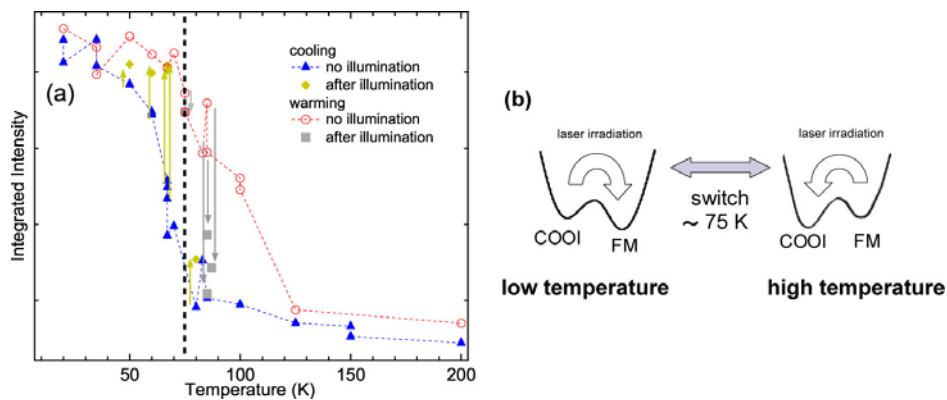 (a)
Integrated Intensity
cooling
no illumination
after illumination
warming
no illumination
after illumination
50
100
150
200
Temperature (K)
(b)
laser irradiation
laser irradiation
switch
~ 75 K
COOI
FM
COOI
FM
low temperature
high temperature